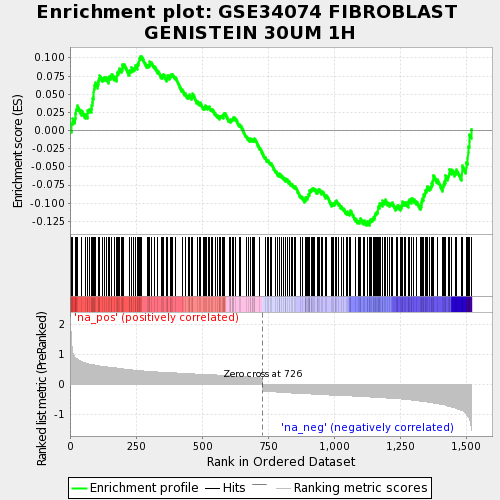 Enrichment plot: GSE34074 FIBROBLAST
GENISTEIN 30UM 1H
Enrichment score (ES)
0.100
0.075
0.050
0.025
0.000
-0.025
-0.050
-0.075
-0.100
-0.125
Ranked list metric (PreRanked)
'na_pos' (positively correlated)
2
1
0
-1
Zero cross at 726
'na_neg' (negatively correlated)
0
250
500
750
1,000
1,250
1,500
Rank in Ordered Dataset
Enrichment profile
Hits
Ranking metric scores